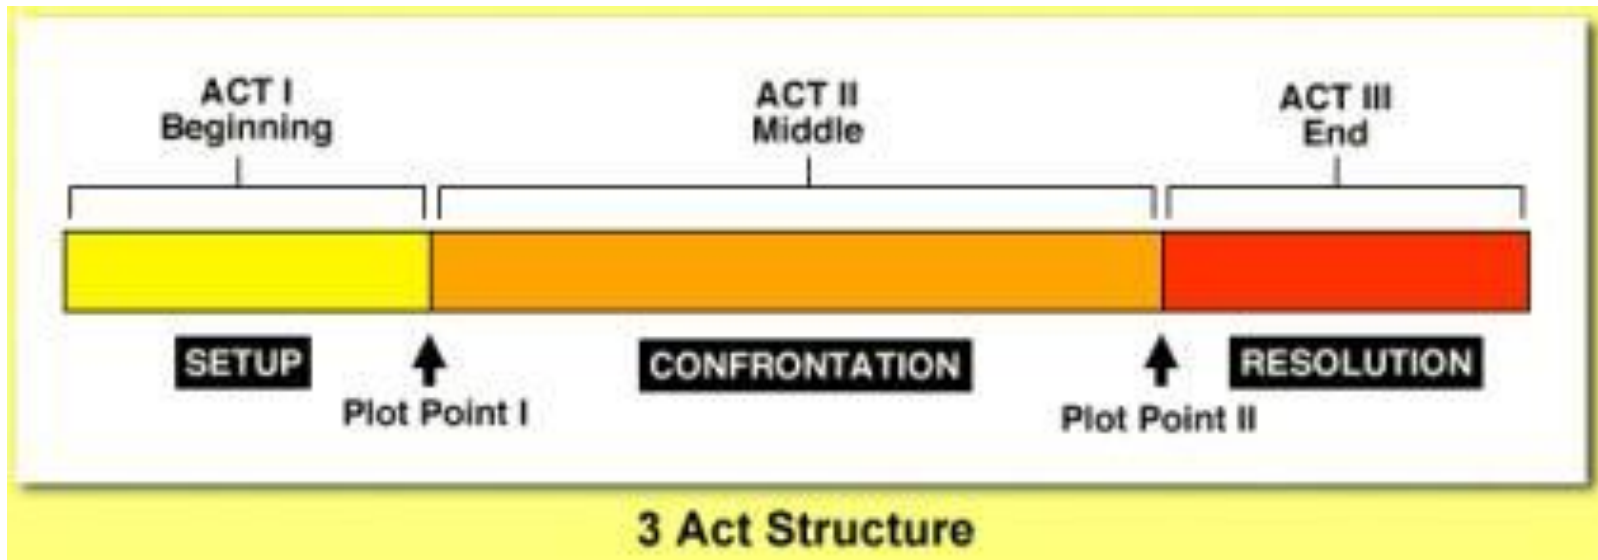 ACT I
Beginning
ACT II
Middle
ACT III
End
SETUP
CONFRONTATION
RESOLUTION
Plot Point I
Plot Point II
3 Act Structure